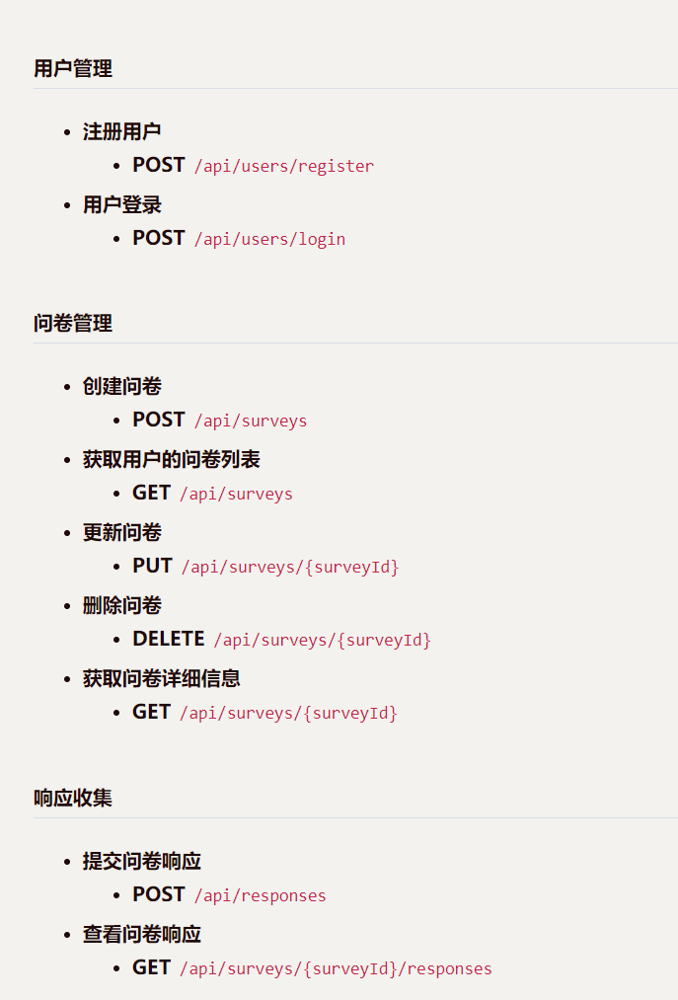 用户管理
注册用户
POST /api/users/register
用户登录
POST /api/users/login
问卷管理
创建问卷
POST /api/surveys
获取用户的问卷列表
GET /api/surveys
更新问卷
PUT /api/surveys/{surveyId}
删除问卷
DELETE /api/surveys/{surveyId}
获取问卷详细信息
GET /api/surveys/{surveyId}
响应收集
提交问卷响应
POST /api/responses
查看问卷响应
GET /api/surveys/{surveyId}/responses